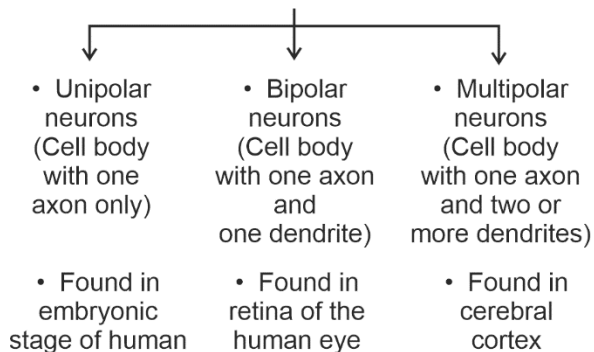 • Unipolar
neurons
(Cell body
with one
axon only)
• Found in
embryonic
stage of human
• Bipolar
neurons
(Cell body
with one axon
and
one dendrite)
• Found in
retina of the
human eye
• Multipolar
neurons
(Cell body
with one axon
and two or
more dendrites)
• Found in
cerebral
cortex